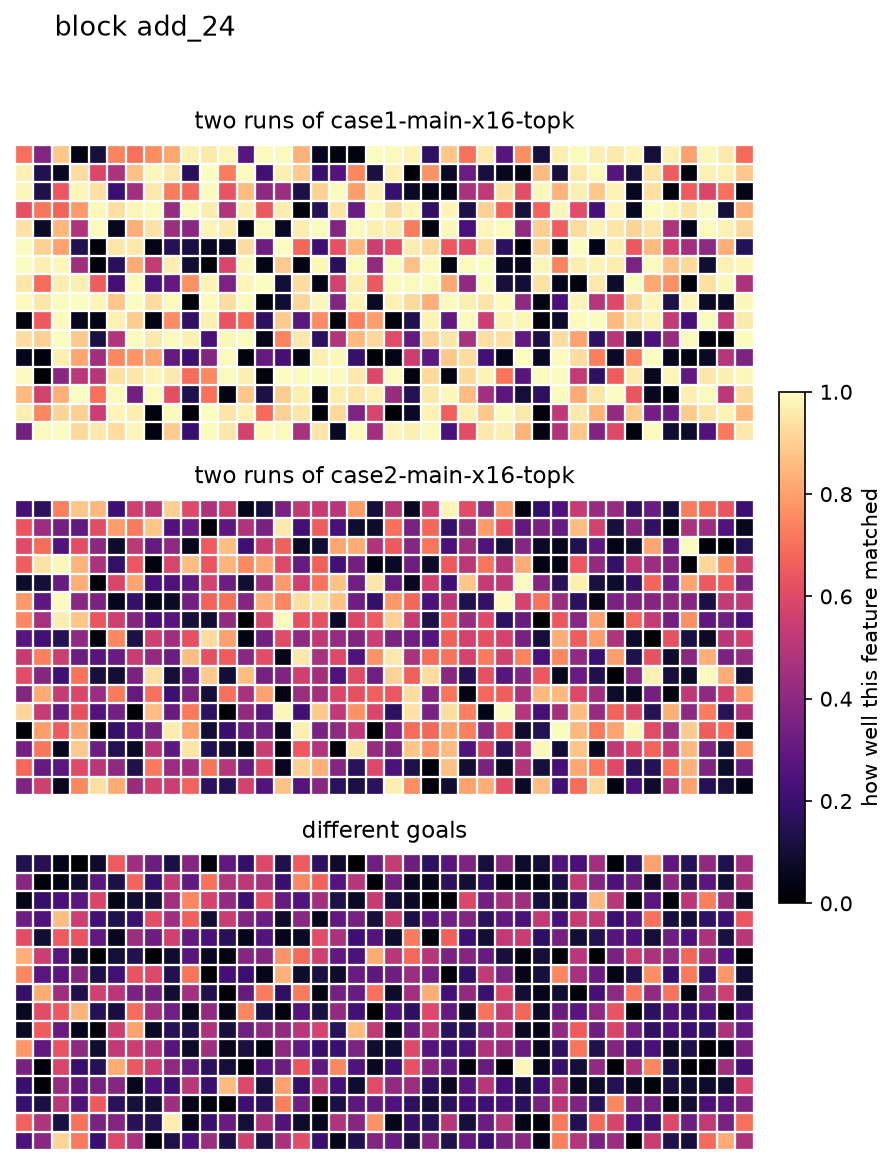 block add_24
two runs of case1-main-x16-topk
two runs of case2-main-x16-topk
different goals
1.0
0.8
0.6
0.4
0.2
0.0
how well this feature matched